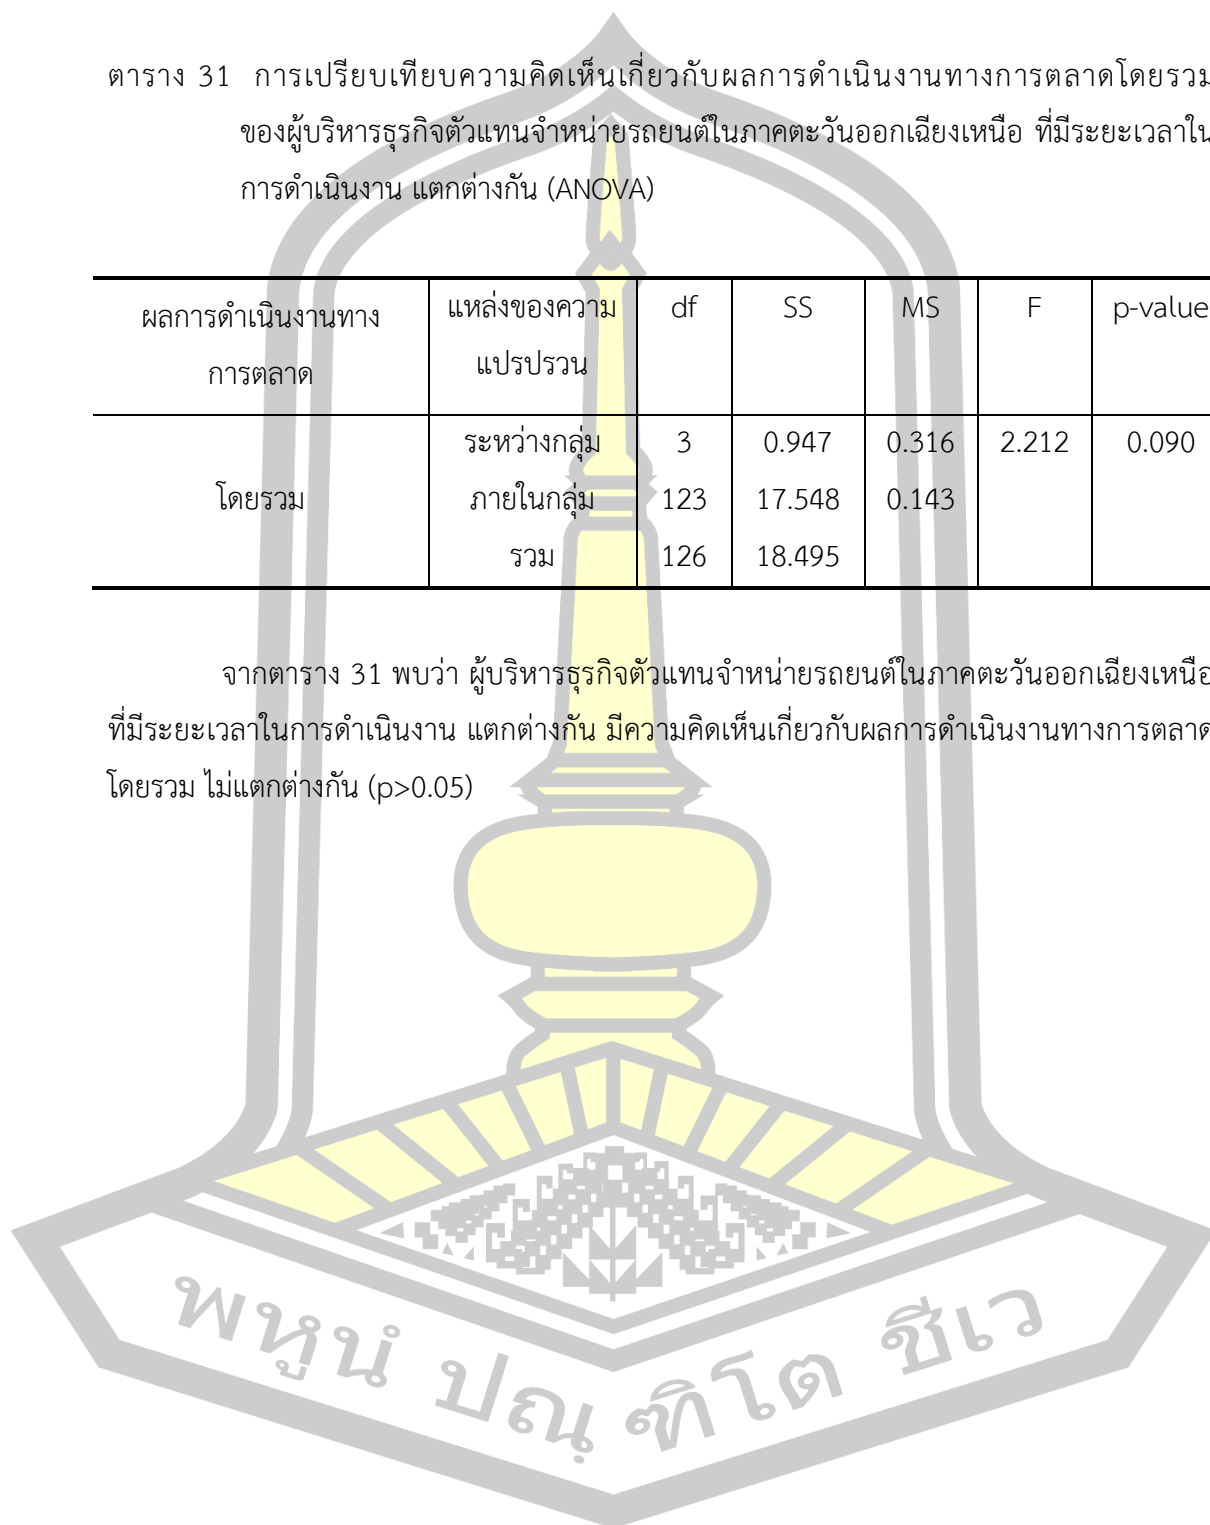 ตาราง 31 การเปรียบเทียบความคิดเห็นเกี่ยวกับผลการดำเนินงานทางการตลาดโดยรวม
ของผู้บริหารธุรกิจตัวแทนจำหน่ายรถยนต์ในภาคตะวันออกเฉียงเหนือ ที่มีระยะเวลาใน
การดำเนินงาน แตกต่างกัน (ANOVA)
ผลการดำเนินงานทาง แหล่งของความ df SS MS F p-value
การตลาด แปรปรวน
ระหว่างกลุ่ม 3 0.947 0.316 2.212 0.090
โดยรวม ภายในกลุ่ม 123 17.548 0.143
รวม 126 18.495
จากตาราง 31 พบว่า ผู้บริหารธุรกิจตัวแทนจำหน่ายรถยนต์ในภาคตะวันออกเฉียงเหนือ
ที่มีระยะเวลาในการดำเนินงาน แตกต่างกัน มีความคิดเห็นเกี่ยวกับผลการดำเนินงานทางการตลาด
โดยรวม ไม่แตกต่างกัน (p>0.05)
พหูนํ ปณฺ ฑิโต ชีเว